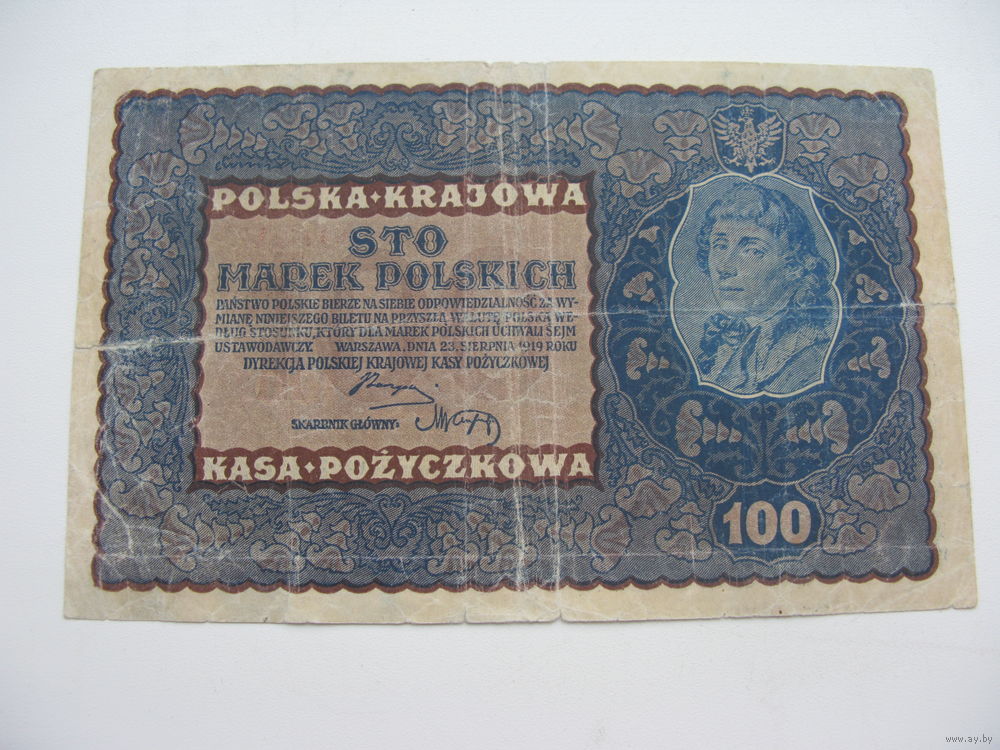 POLSKA·KRAJOWA
STO
MAREK POLSKICH
PAŃSTWO POLSKIE BIERZE NA SIEBIE ODPOWIEDZIALNOŚĆ ZA WY-
MIANĘ NINIEJSZEGO BILETU NA PRZYSZŁĄ WALUTĘ POLSKĄ WE-
DŁUG STOSUNKU, KTÓRY DLA MAREK POLSKICH UCHWALI SEJM
USTAWODAWCZY. WARSZAWA, DNIA 23. SIERPNIA 1919 ROKU
DYREKCJA POLSKIEJ KRAJOWEJ KASY POŻYCZKOWEJ
SKARBNIK GŁÓWNY:
KASA·POŻYCZKOWA
100
www.ay.by